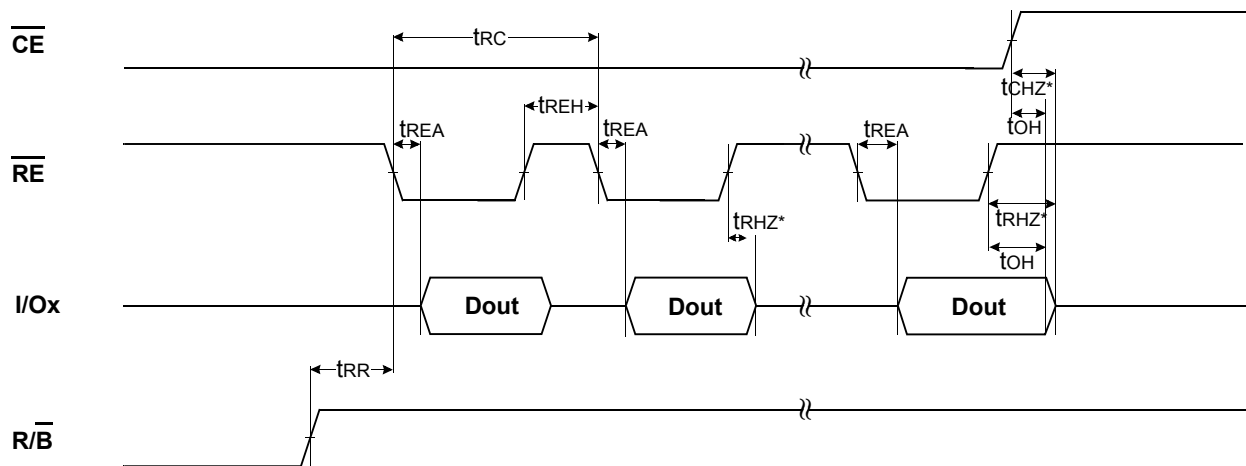 CE
tRC
tCHZ*
tREH
tREA
tREA
tREA
tOH
RE
tRHZ*
tRHZ*
tOH
I/Ox
Dout
Dout
Dout
tRR
R/B